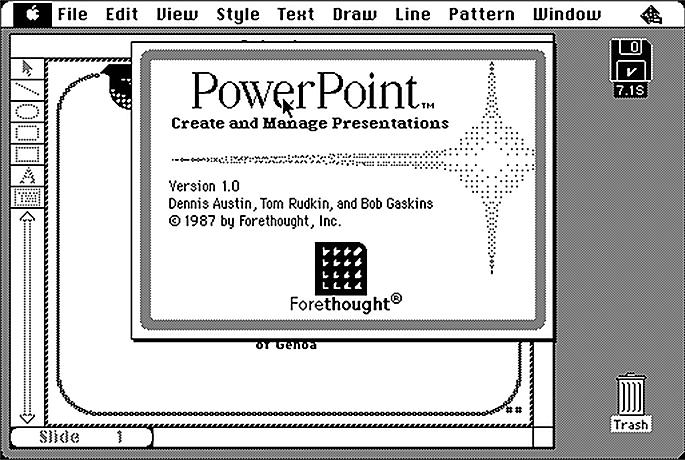 File Edit View Style Text Draw Line Pattern Window
0
7.1S
PowerPoint™
Create and Manage Presentations
Version 1.0
Dennis Austin, Tom Rudkin, and Bob Gaskins
© 1987 by Forethought, Inc.
Forethought®
of Genoa
A
Slide 1
Trash